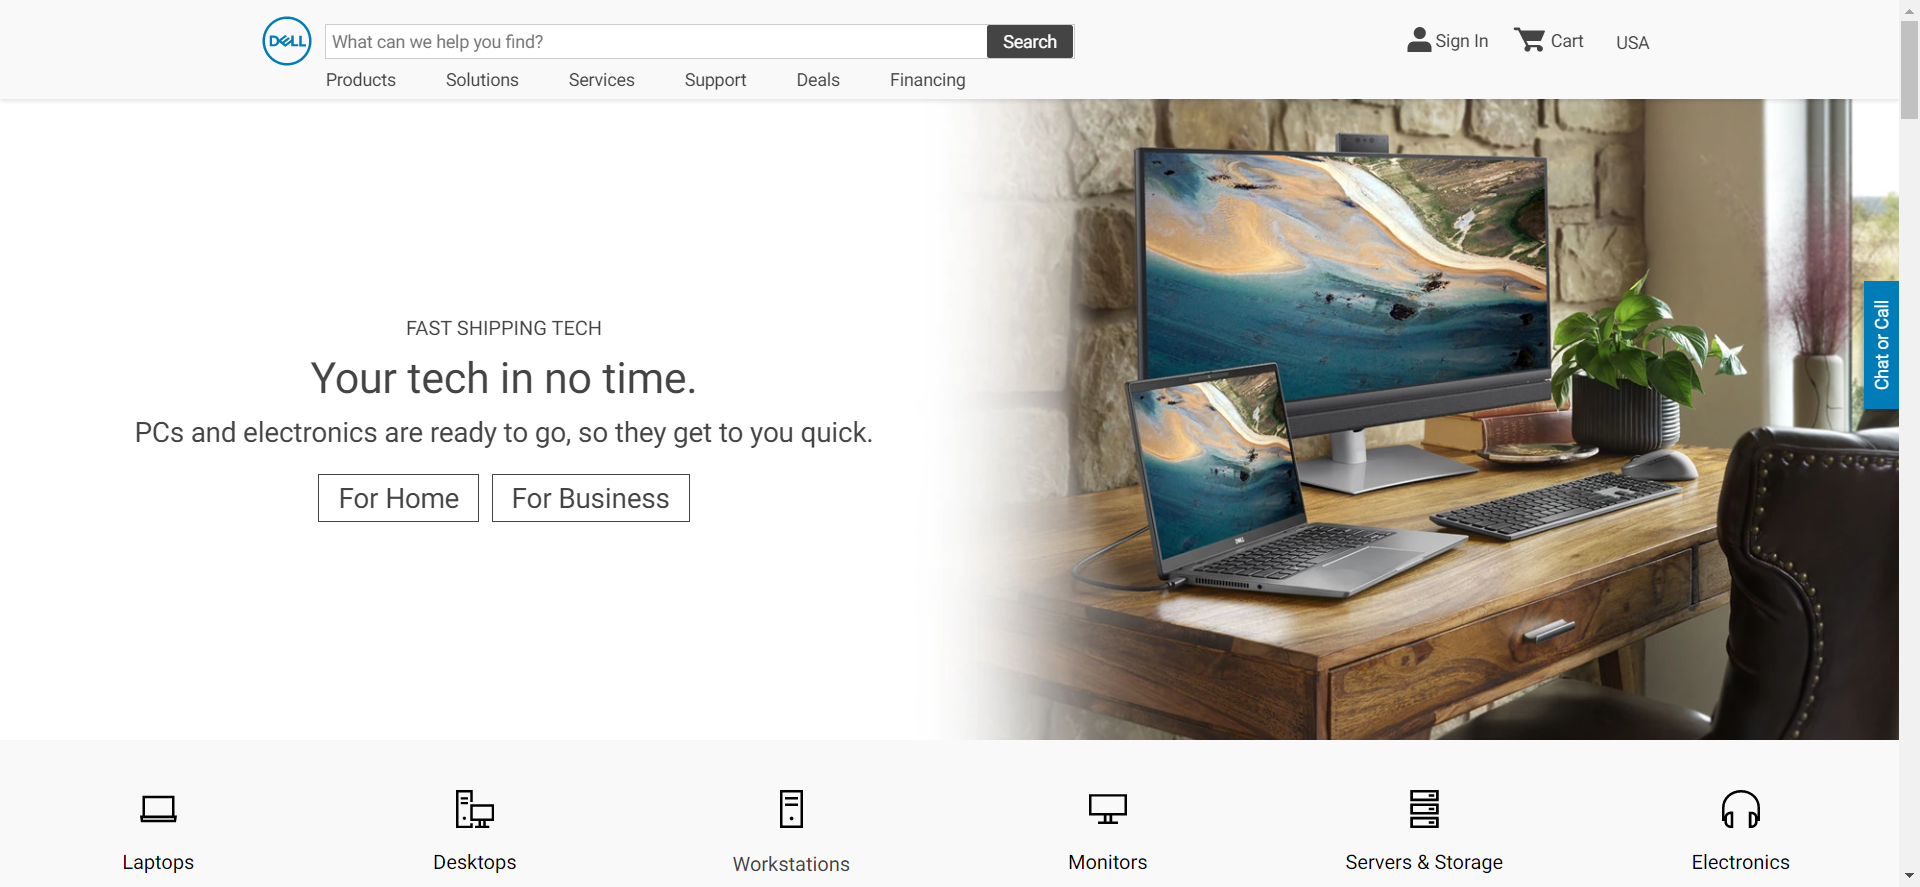 DELL
What can we help you find?
Search
Sign In
Cart
USA
Products
Solutions
Services
Support
Deals
Financing
FAST SHIPPING TECH
Your tech in no time.
PCs and electronics are ready to go, so they get to you quick.
For Home
For Business
Chat or Call
DELL
Laptops
Desktops
Workstations
Monitors
Servers & Storage
Electronics